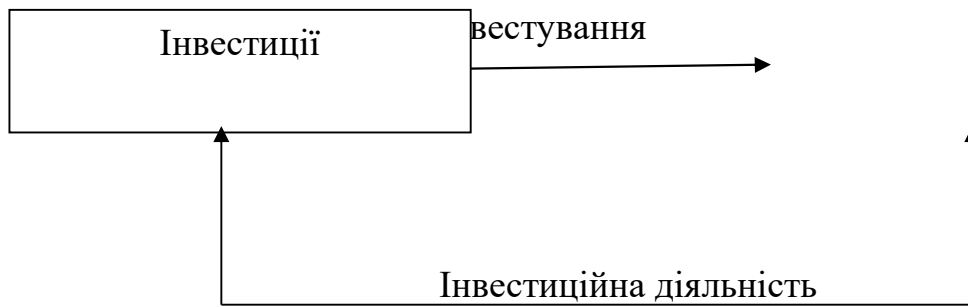 Інвестиції
вестування
Інвестиційна діяльність